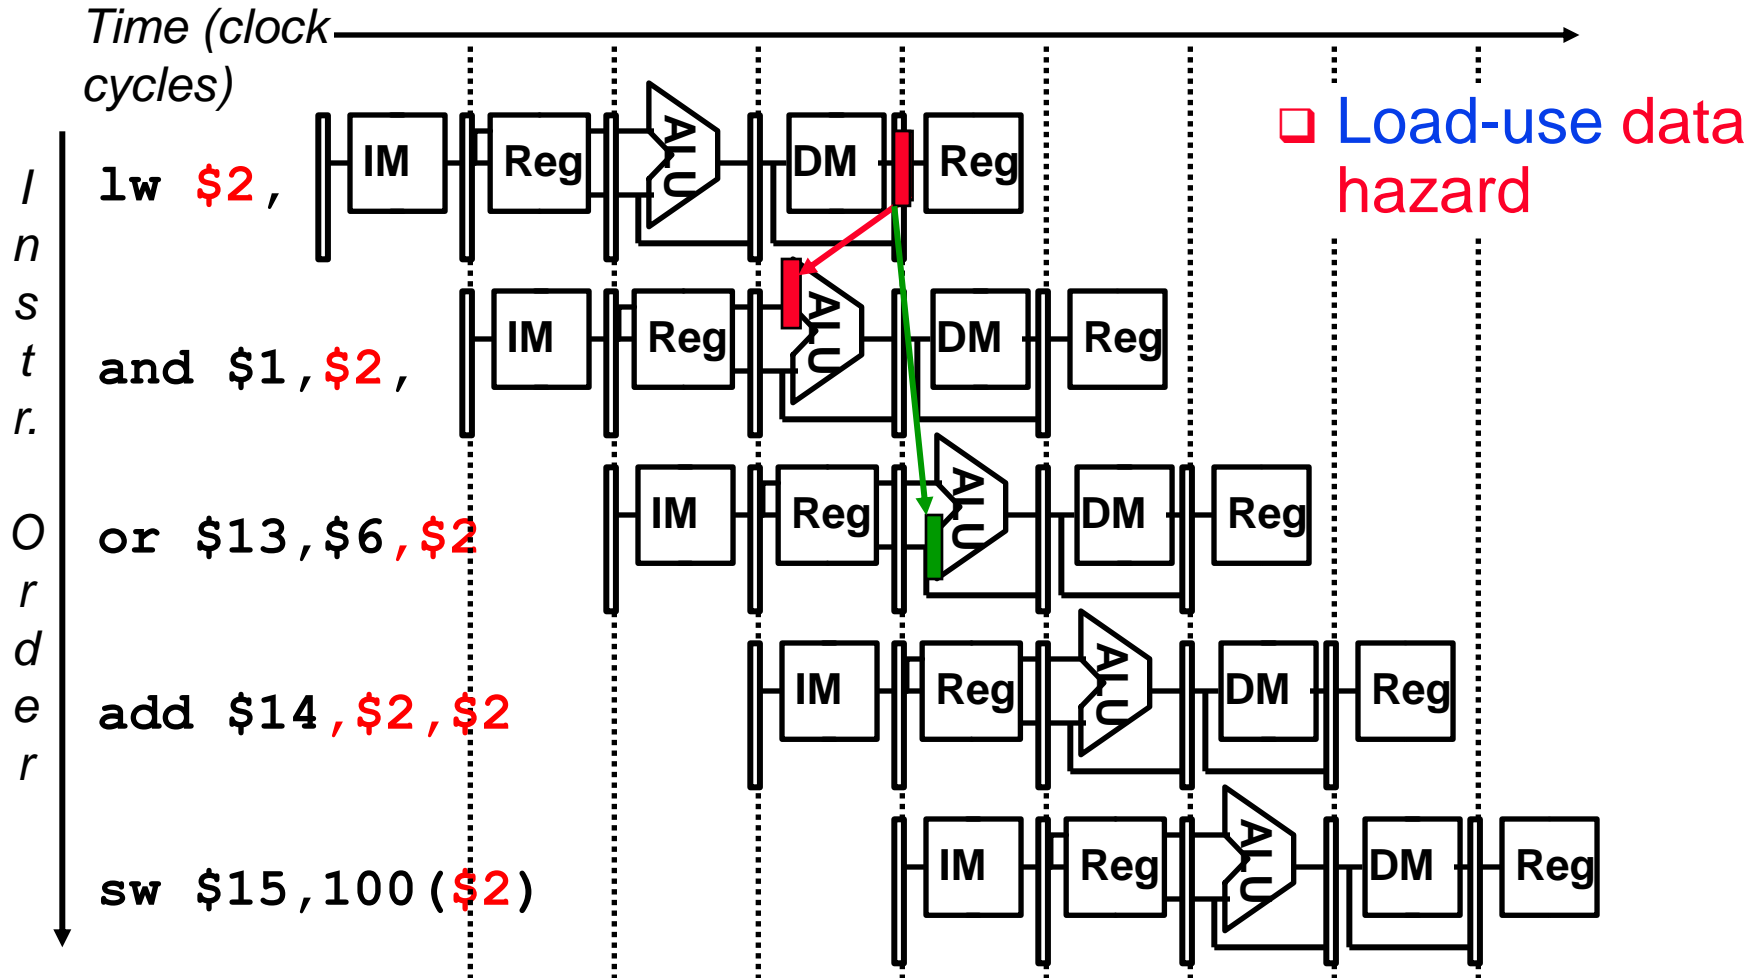 Time (clock
cycles)
Load-use data
hazard
Instr. Order
lw $2,
IM Reg ALU DM Reg
and $1,$2,
IM Reg ALU DM Reg
or $13,$6,$2
IM Reg ALU DM Reg
add $14,$2,$2
IM Reg ALU DM Reg
sw $15,100($2)
IM Reg ALU DM Reg